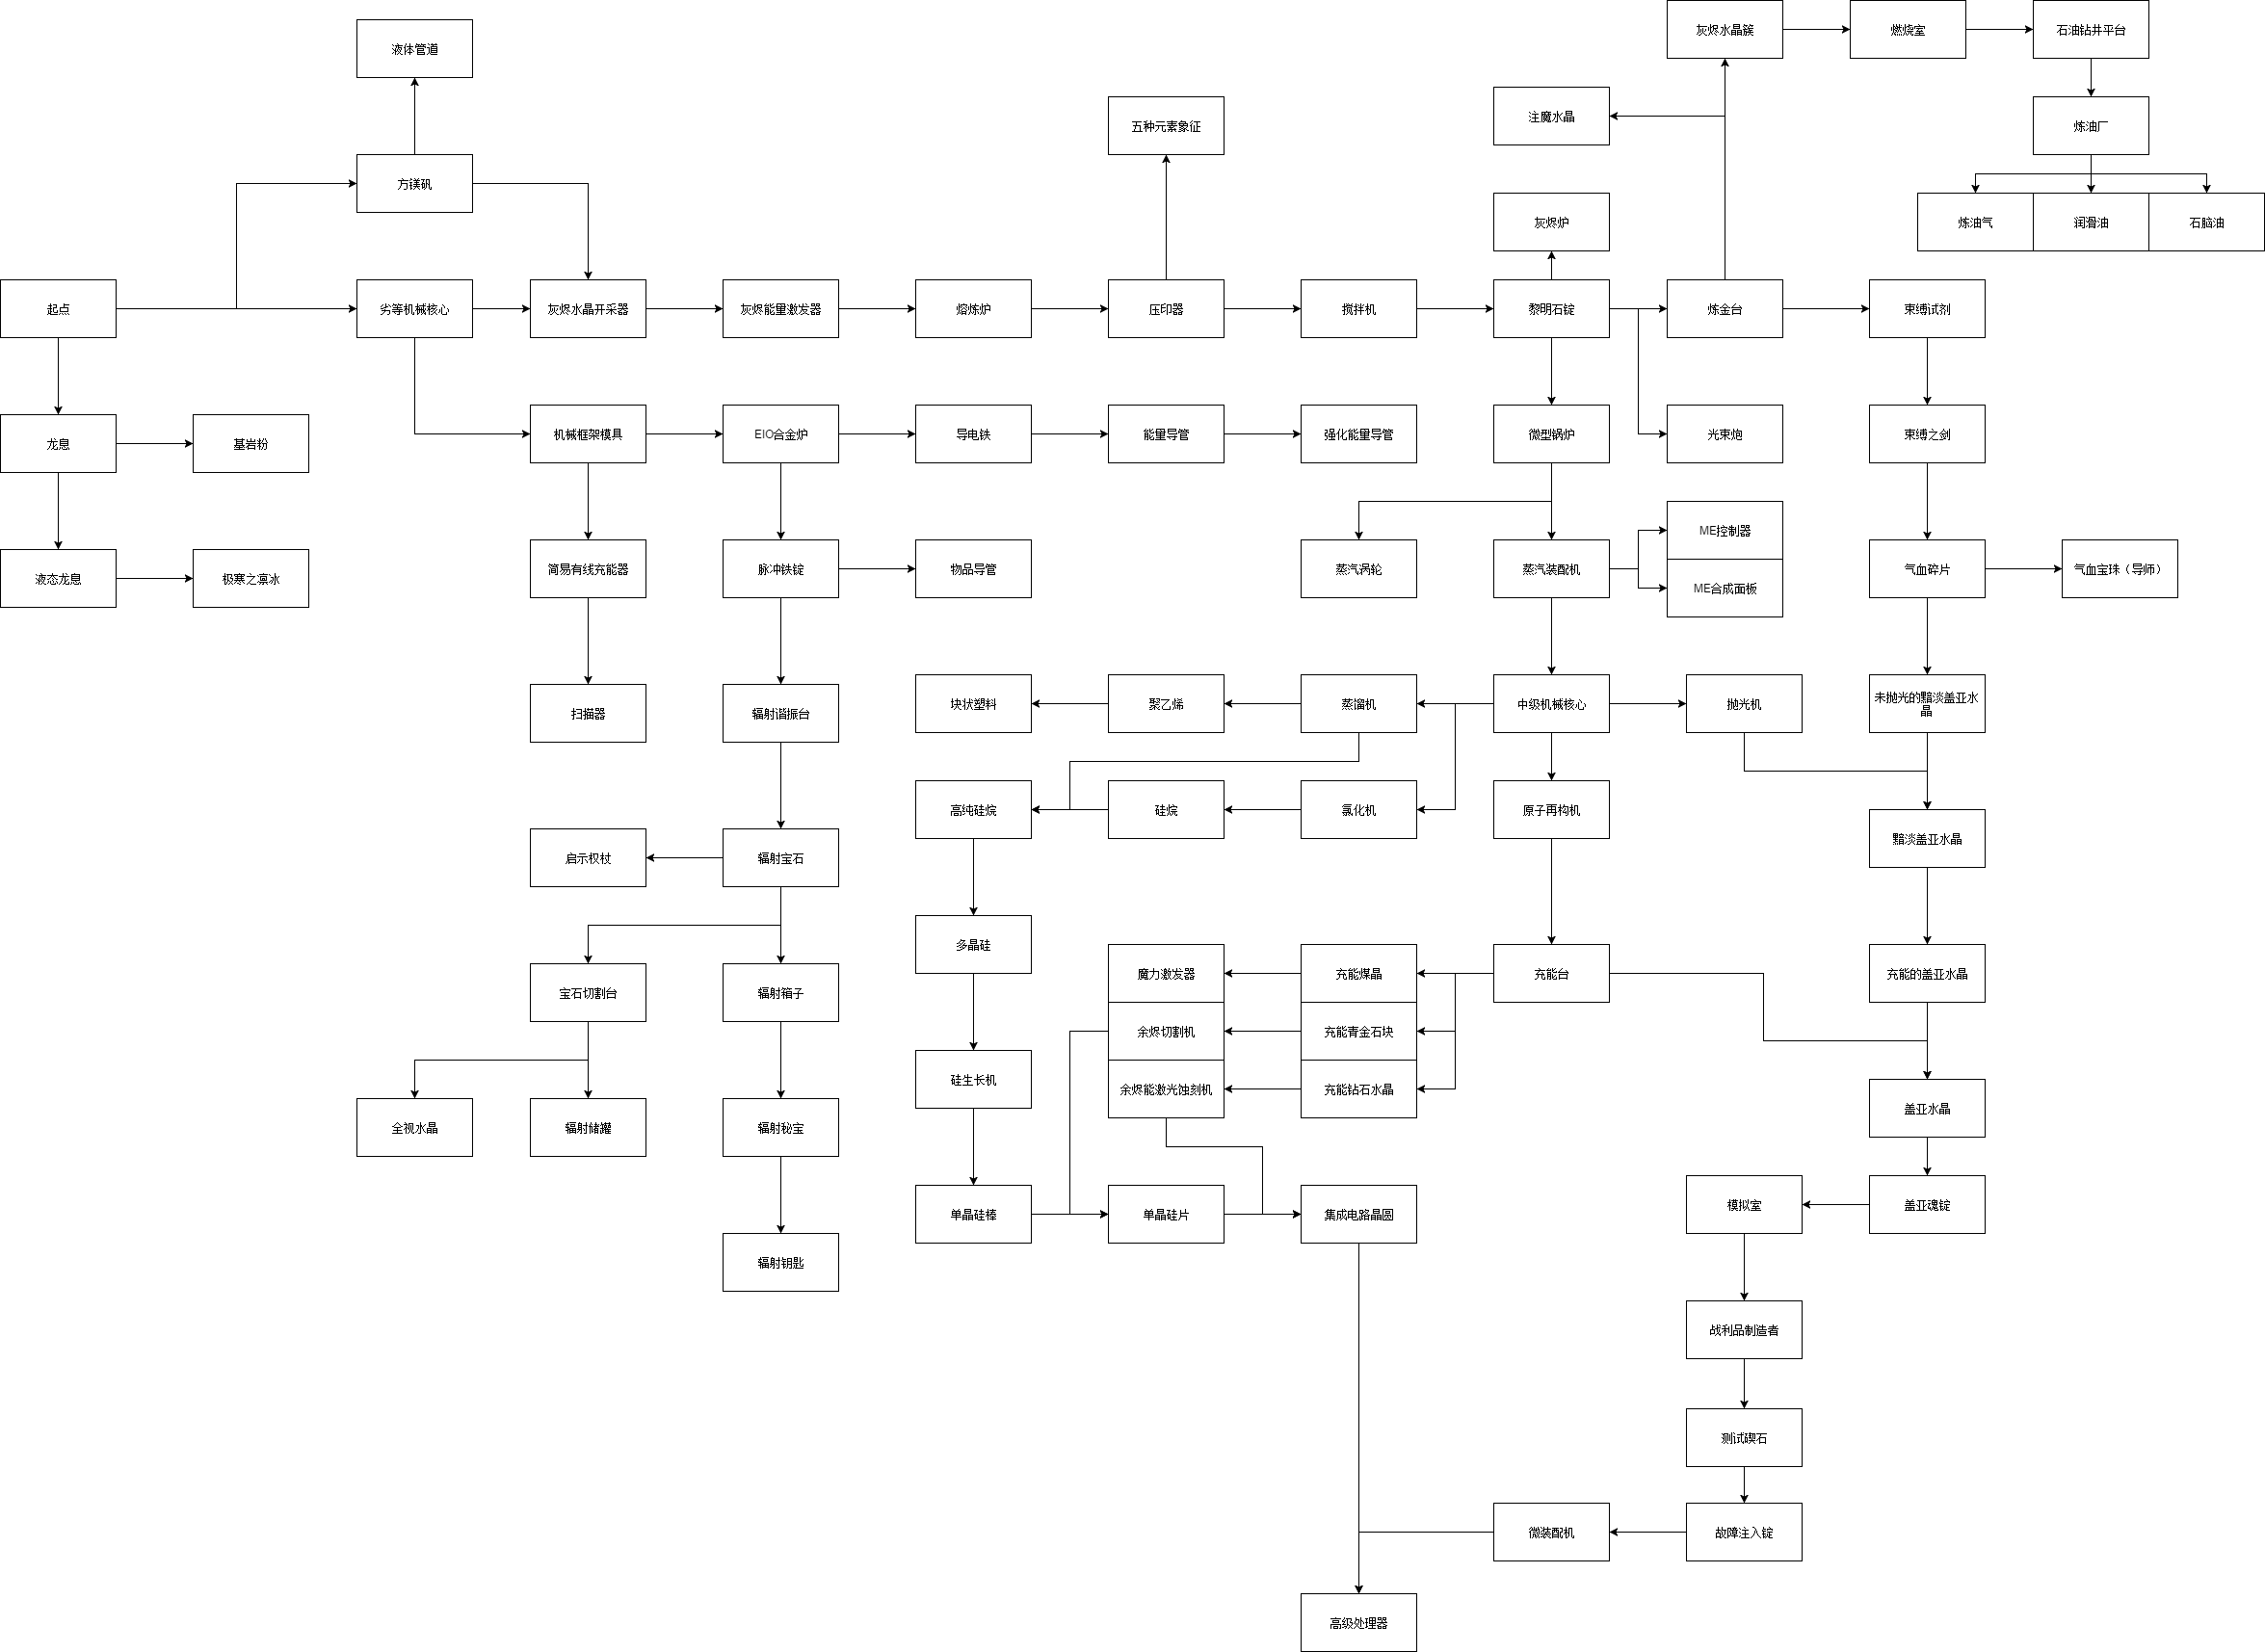 液体管道
灰烬水晶簇
燃烧室
石油钻井平台
注魔水晶
五种元素象征
炼油厂
方镁矾
灰烬炉
炼油气
润滑油
石脑油
起点
劣等机械核心
灰烬水晶开采器
灰烬能量激发器
熔炼炉
压印器
搅拌机
黎明石锭
炼金台
束缚试剂
龙息
基岩粉
机械框架模具
EIO合金炉
导电铁
能量导管
强化能量导管
微型锅炉
光束炮
束缚之剑
ME控制器
液态龙息
极寒之凛冰
简易有线充能器
脉冲铁锭
物品导管
蒸汽涡轮
蒸汽装配机
ME合成面板
气血碎片
气血宝珠（导师）
扫描器
辐射谐振台
块状塑料
聚乙烯
蒸馏机
中级机械核心
抛光机
未抛光的黯淡盖亚水
晶
高纯硅烷
硅烷
氯化机
原子再构机
黯淡盖亚水晶
启示权杖
辐射宝石
多晶硅
魔力激发器
充能煤晶
充能台
充能的盖亚水晶
宝石切割台
辐射箱子
余烬切割机
充能青金石块
硅生长机
余烬能激光蚀刻机
充能钻石水晶
盖亚水晶
全视水晶
辐射储罐
辐射秘宝
单晶硅棒
单晶硅片
集成电路晶圆
模拟室
盖亚魂锭
辐射钥匙
战利品制造者
测试碶石
微装配机
故障注入锭
高级处理器